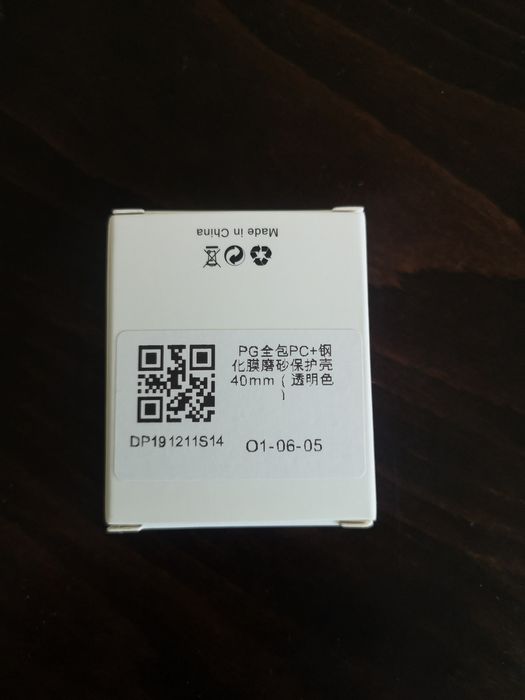 Made in China
PG全包PC+钢
化膜磨砂保护壳
40mm（透明色
）
DP191211S14
O1-06-05